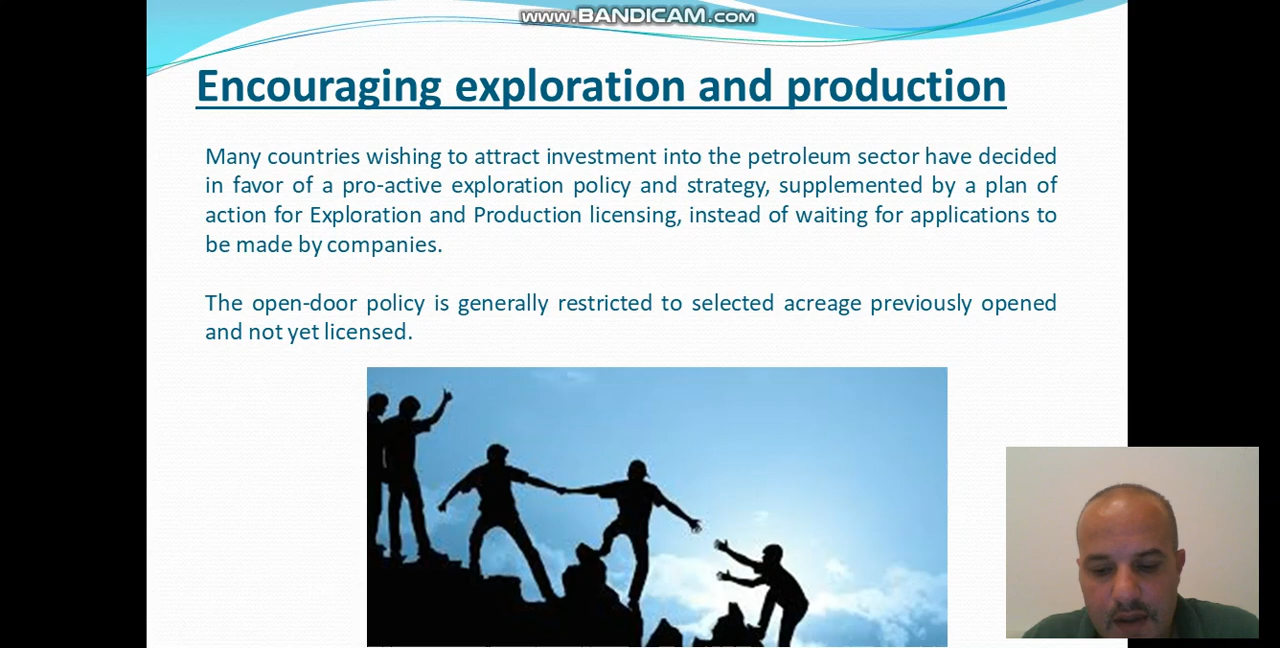 www.BANDICAM.com
Encouraging exploration and production
Many countries wishing to attract investment into the petroleum sector have decided
in favor of a pro-active exploration policy and strategy, supplemented by a plan of
action for Exploration and Production licensing, instead of waiting for applications to
be made by companies.
The open-door policy is generally restricted to selected acreage previously opened
and not yet licensed.